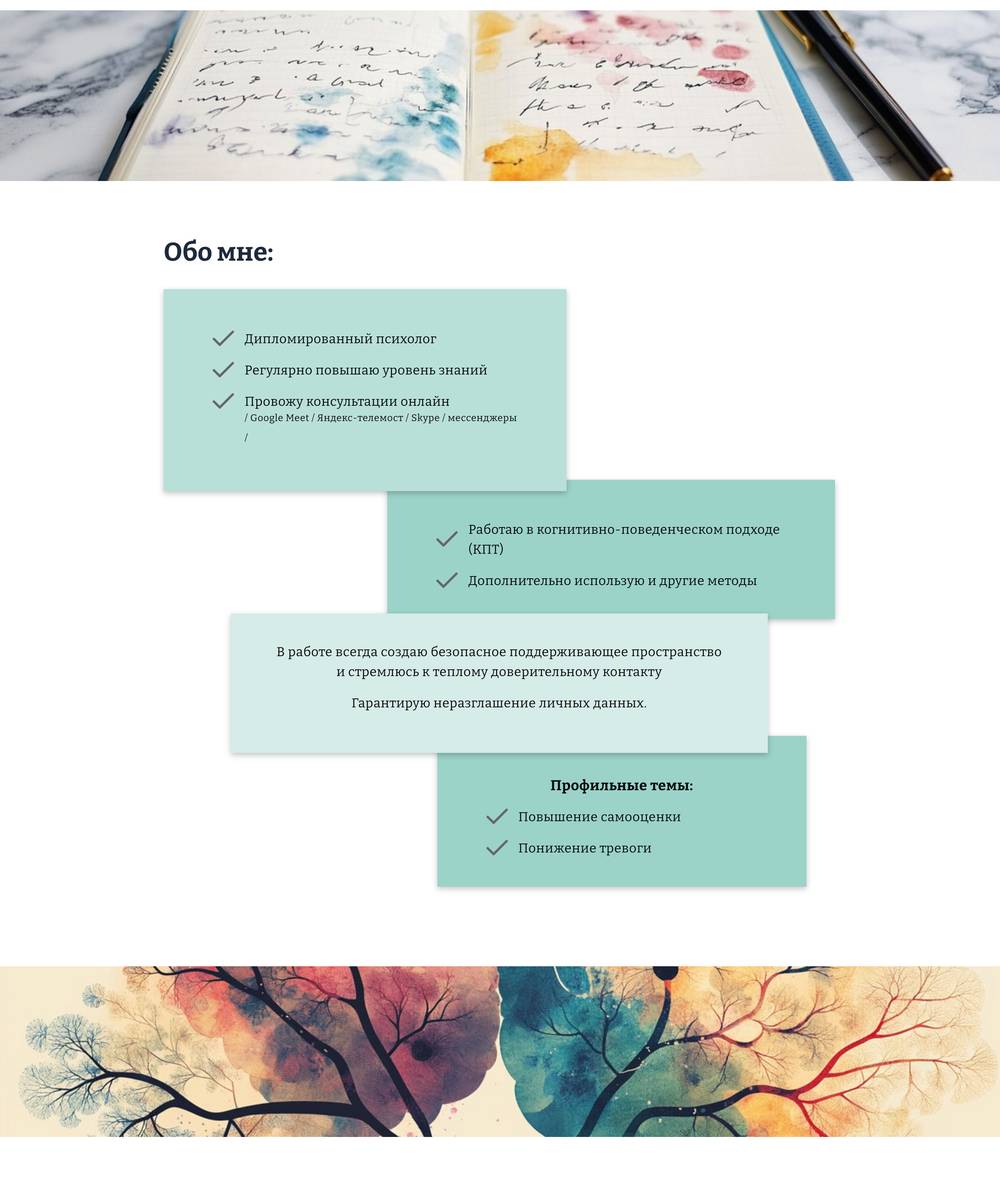 Обо мне:
Дипломированный психолог
Регулярно повышаю уровень знаний
Провожу консультации онлайн
/ Google Meet / Яндекс-телемост / Skype / мессенджеры
/
Работаю в когнитивно-поведенческом подходе
(КПТ)
Дополнительно использую и другие методы
В работе всегда создаю безопасное поддерживающее пространство
и стремлюсь к теплому доверительному контакту
Гарантирую неразглашение личных данных.
Профильные темы:
Повышение самооценки
Понижение тревоги